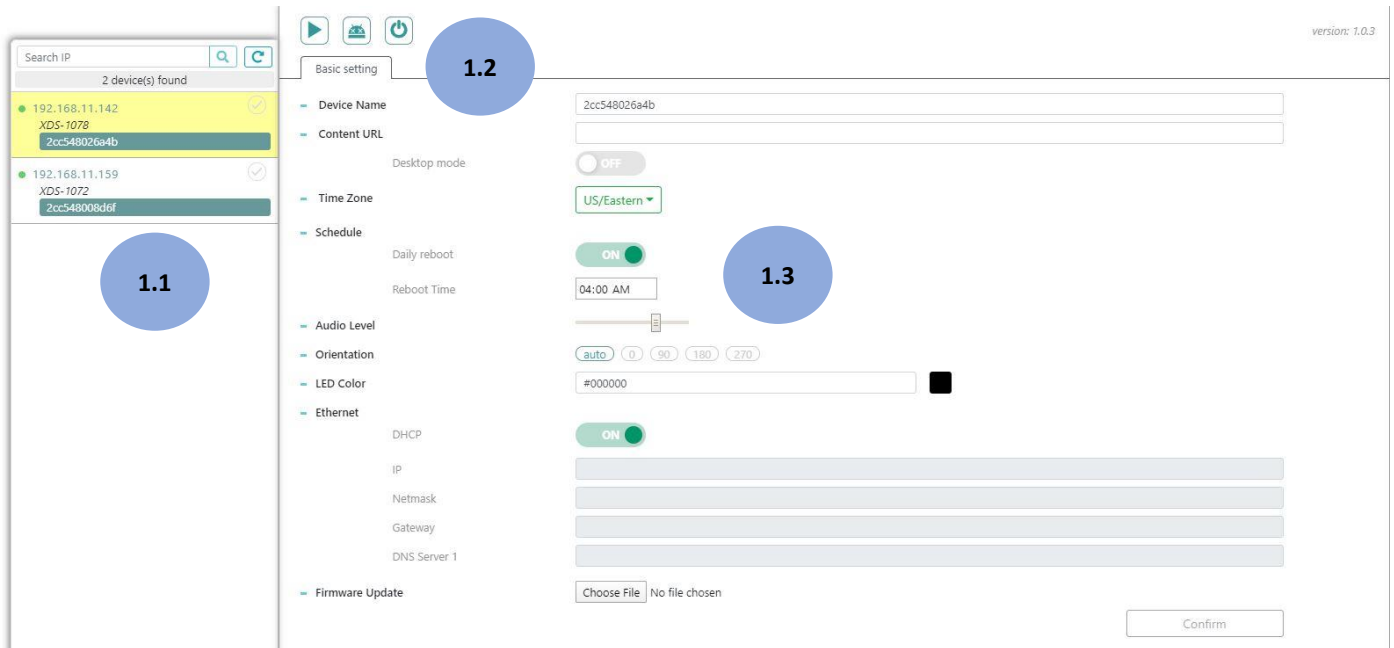 version: 1.0.3
Search IP
2 device(s) found
192.168.11.142
XDS-1078
2cc548026a4b
192.168.11.159
XDS-1072
2cc548008d6f
1.1
1.2
Basic setting
Device Name 2cc548026a4b
Content URL
Desktop mode OFF
Time Zone US/Eastern
Schedule
Daily reboot ON
1.3
Reboot Time 04:00 AM
Audio Level
Orientation auto 0 90 180 270
LED Color #000000
Ethernet
DHCP ON
IP
Netmask
Gateway
DNS Server 1
Firmware Update Choose File No file chosen
Confirm